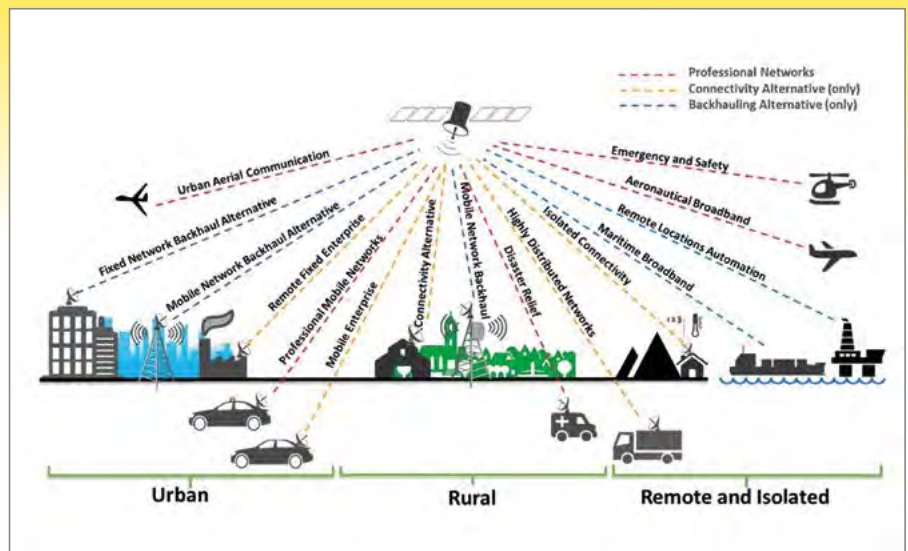 Professional Networks
Connectivity Alternative (only)
Backhauling Alternative (only)
Urban Aerial Communication
Fixed Network Backhaul Alternative
Mobile Network Backhaul Alternative
Remote Fixed Enterprise
Professional Mobile Networks
Mobile Enterprise
Connectivity Alternative
Mobile Network Backhaul
Disaster Relief
Highly Distributed Networks
Isolated Connectivity
Maritime Broadband
Remote Locations Automation
Aeronautical Broadband
Emergency and Safety
Urban
Rural
Remote and Isolated